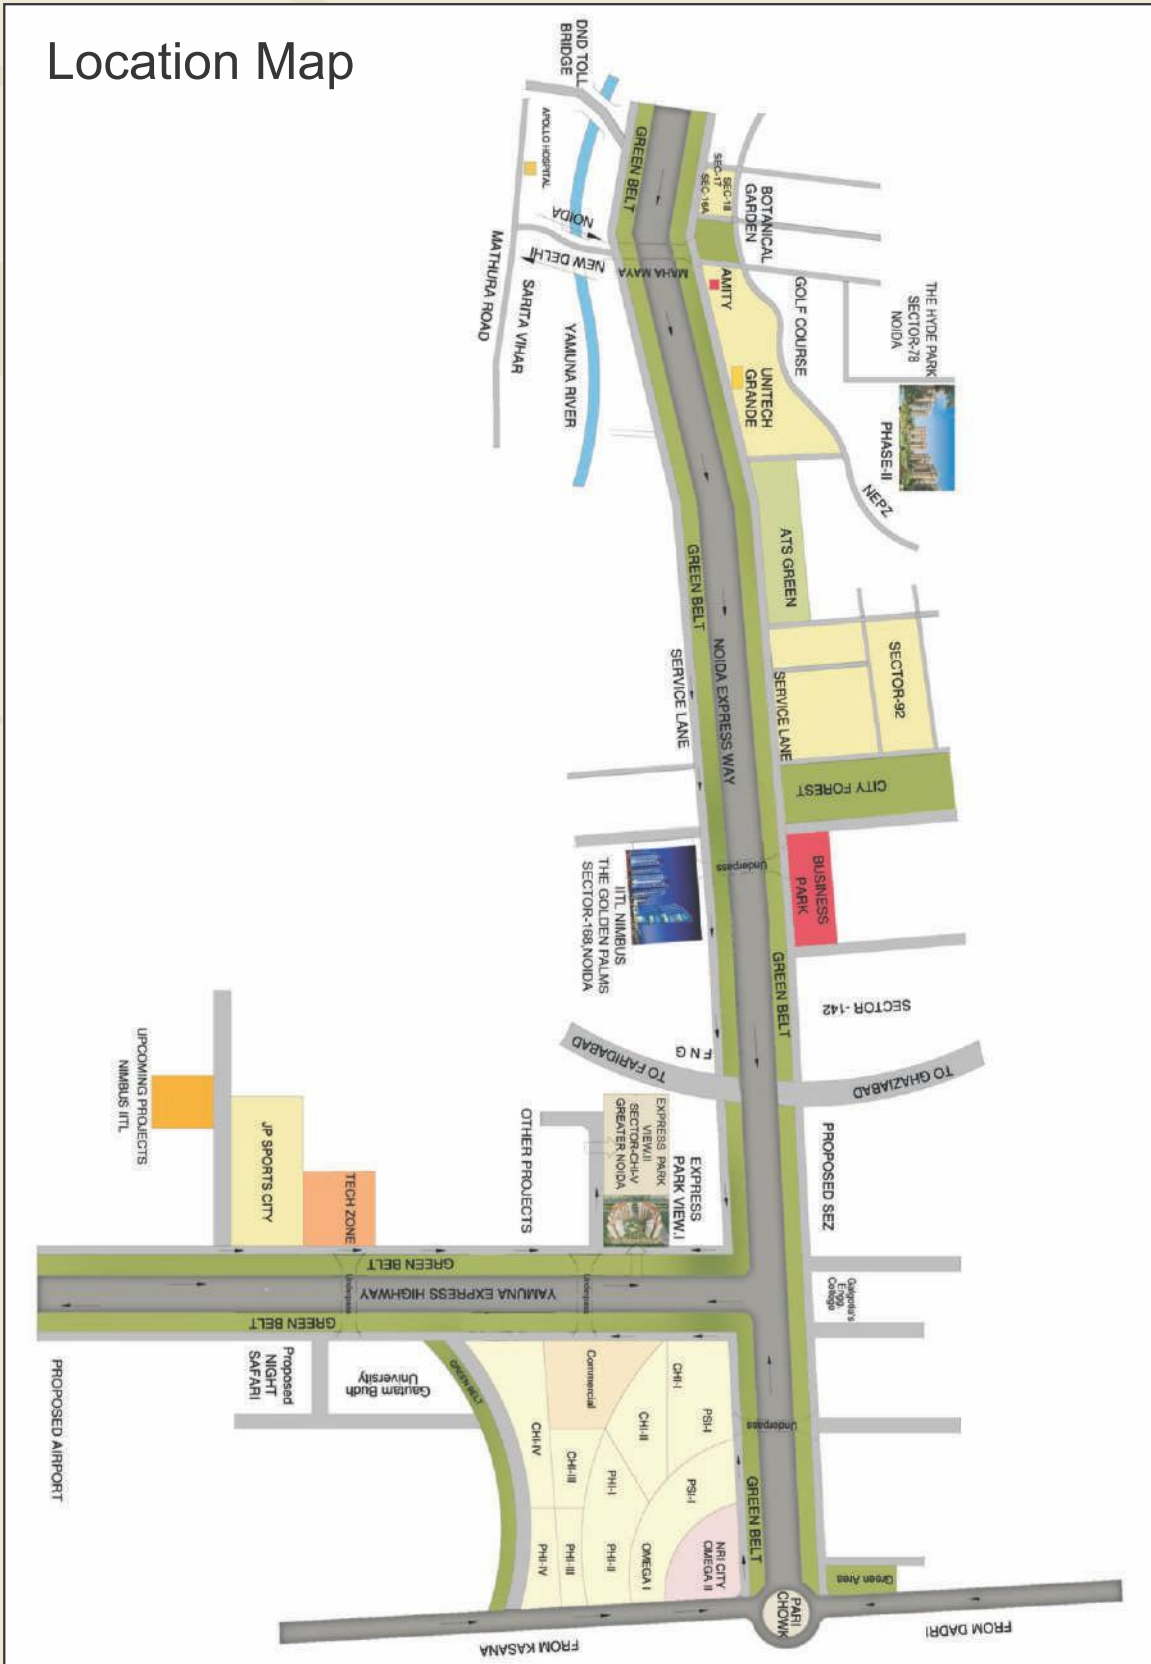 Location Map
DND TOLL
BRIDGE
APOLLO HOSPITAL
GREEN BELT
SEC-17
SEC-18
SEC-16A
BOTANICAL
GARDEN
NOIDA
NEW DELHI
MAHA MAYA
AMITY
MATHURA ROAD
SARITA VIHAR
YAMUNA RIVER
GOLF COURSE
THE HYDE PARK
SECTOR-78
NOIDA
UNITECH
GRANDE
PHASE-II
NEPZ
ATS GREEN
GREEN BELT
NOIDA EXPRESS WAY
SERVICE LANE
SERVICE LANE
SECTOR-92
CITY FOREST
Underpass
BUSINESS
PARK
IITL NIMBUS
THE GOLDEN PALMS
SECTOR-168,NOIDA
GREEN BELT
SECTOR -142
F N G
TO FARIDABAD
TO GHAZIABAD
UPCOMING PROJECTS
NIMBUS IITL
JP SPORTS CITY
TECH ZONE
OTHER PROJECTS
EXPRESS PARK
VIEW.II
SECTOR-CHI-V
GREATER NOIDA
EXPRESS
PARK VIEW.I
PROPOSED SEZ
GREEN BELT
Underpass
YAMUNA EXPRESS HIGHWAY
Underpass
GREEN BELT
Galgotia's
Engg.
College
PROPOSED AIRPORT
Proposed
NIGHT
SAFARI
Gautam Budh
University
GREEN BELT
Commercial
CHI-I
CHI-II
PSI-I
Underpass
CHI-IV
CHI-III
PHI-I
PSI-I
GREEN BELT
PHI-IV
PHI-III
PHI-II
OMEGA I
NRI CITY
OMEGA II
Green Area
PARI
CHOWK
FROM KASANA
FROM DADRI